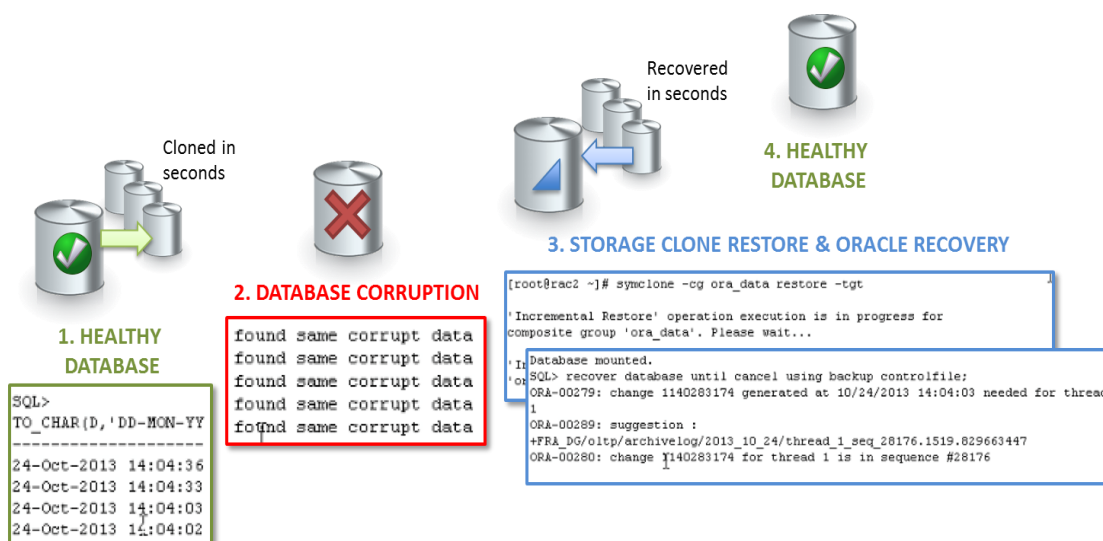 Cloned in
seconds
1. HEALTHY
DATABASE
SQL>
TO_CHAR(D,'DD-MON-YY
--------------------
24-Oct-2013 14:04:36
24-Oct-2013 14:04:33
24-Oct-2013 14:04:03
24-Oct-2013 14:04:02
2. DATABASE CORRUPTION
found same corrupt data
found same corrupt data
found same corrupt data
found same corrupt data
found same corrupt data
Recovered
in seconds
3. STORAGE CLONE RESTORE & ORACLE RECOVERY
[root@rac2 ~]# symclone -cg ora_data restore -tgt
'Incremental Restore' operation execution is in progress for
composite group 'ora_data'. Please wait...
Database mounted.
SQL> recover database until cancel using backup controlfile;
ORA-00279: change 1140283174 generated at 10/24/2013 14:04:03 needed for thread
1
ORA-00289: suggestion :
+FRA_DG/oltp/archivelog/2013_10_24/thread_1_seq_28176.1519.829663447
ORA-00280: change 1140283174 for thread 1 is in sequence #28176
4. HEALTHY
DATABASE